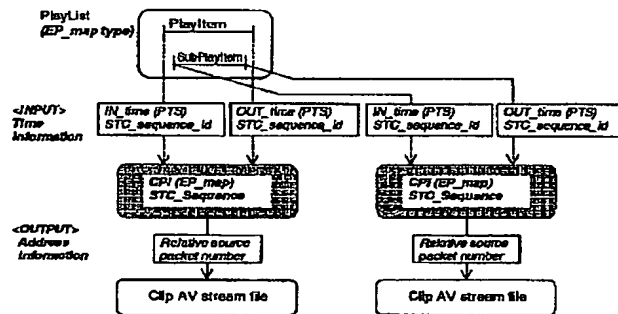 PlayList
(EP_map type)
PlayItem
SubPlayItem
<INPUT>
Time
Information
IN_time (PTS)
STC_sequence_id
OUT_time (PTS)
STC_sequence_id
IN_time (PTS)
STC_sequence_id
OUT_time (PTS)
STC_sequence_id
CPI (EP_map)
STC_Sequence
CPI (EP_map)
STC_Sequence
<OUTPUT>
Address
Information
Relative source
packet number
Relative source
packet number
Clip AV stream file
Clip AV stream file